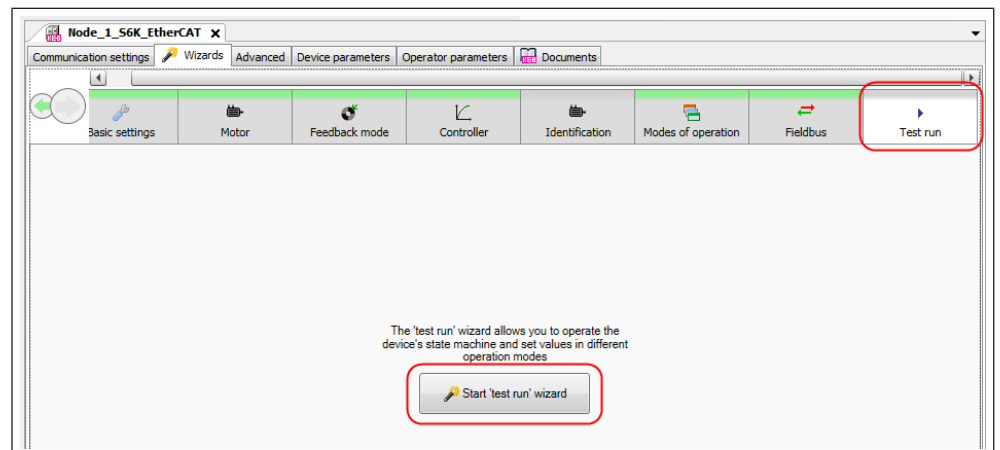 Node_1_S6K_EtherCAT x
Communication settings Wizards Advanced Device parameters Operator parameters Documents
Basic settings Motor Feedback mode Controller Identification Modes of operation Fieldbus Test run
The 'test run' wizard allows you to operate the
device's state machine and set values in different
operation modes
Start 'test run' wizard